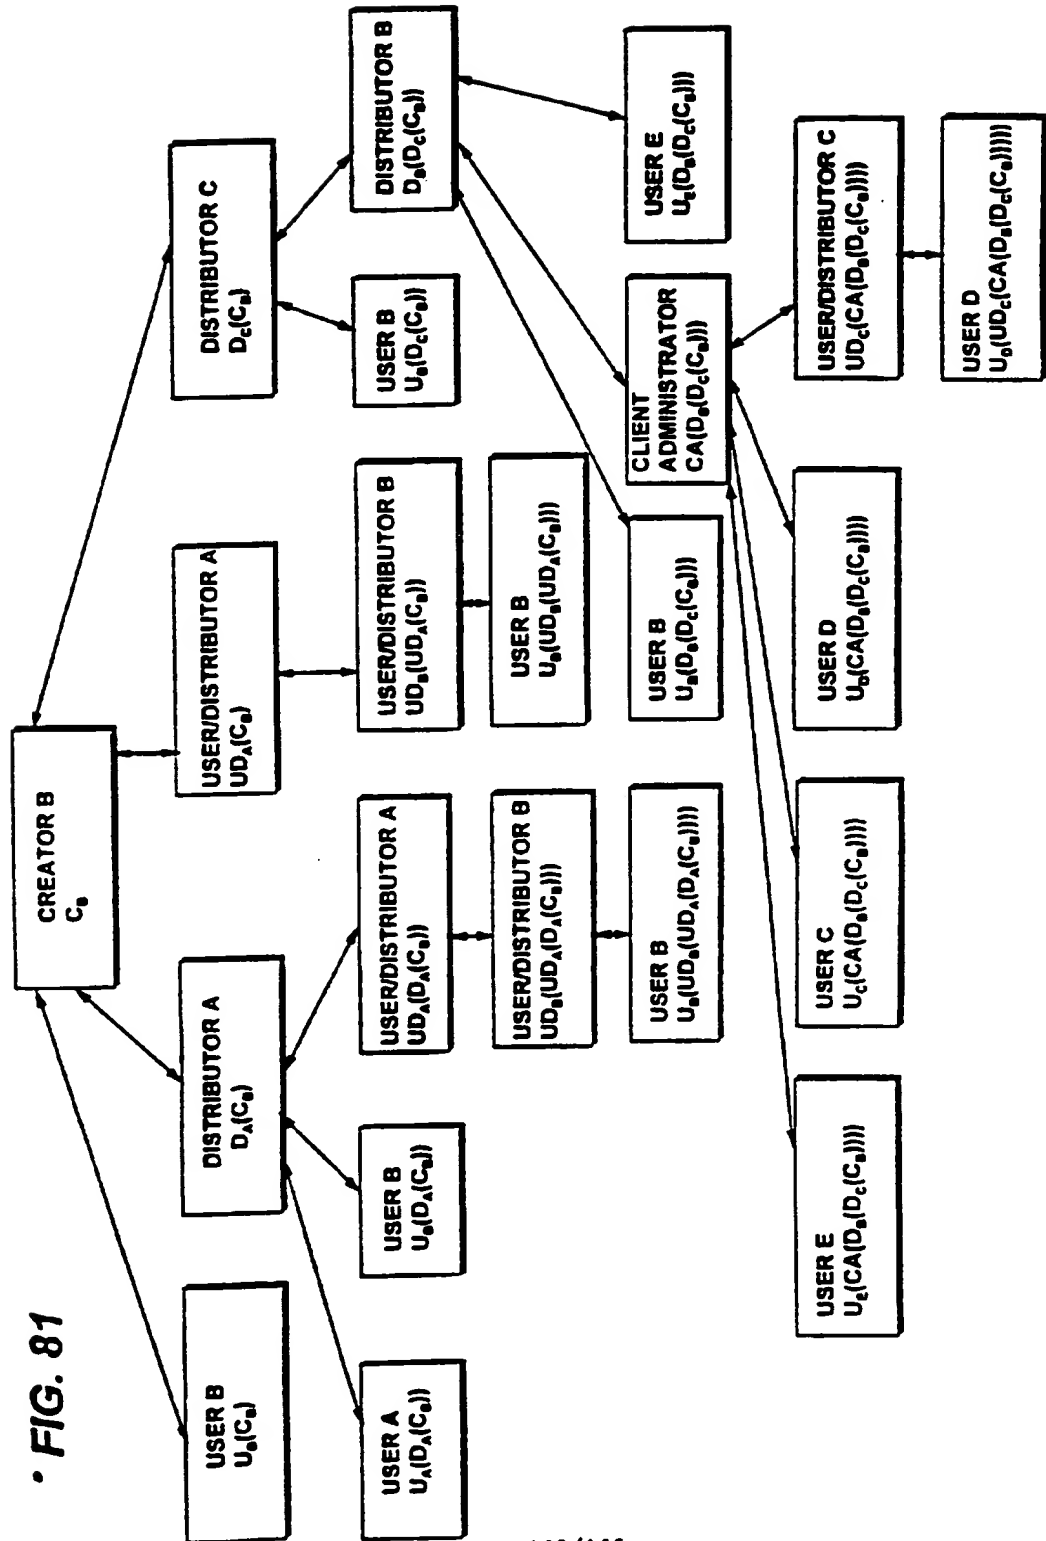 • FIG. 81
CREATOR B
C_B
USER B
U_B(C_B)
DISTRIBUTOR A
D_A(C_B)
USER/DISTRIBUTOR A
UD_A(C_B)
DISTRIBUTOR C
D_C(C_B)
USER A
U_A(D_A(C_B))
USER B
U_B(D_A(C_B))
USER/DISTRIBUTOR A
UD_A(D_A(C_B))
USER/DISTRIBUTOR B
UD_B(UD_A(C_B))
USER B
U_B(D_C(C_B))
DISTRIBUTOR B
D_B(D_C(C_B))
USER/DISTRIBUTOR B
UD_B(UD_A(D_A(C_B)))
USER B
U_B(UD_B(UD_A(C_B)))
USER B
U_B(UD_B(UD_A(D_A(C_B))))
USER B
U_B(D_B(D_C(C_B)))
CLIENT
ADMINISTRATOR
CA(D_B(D_C(C_B)))
USER E
U_E(D_B(D_C(C_B)))
USER E
U_E(CA(D_B(D_C(C_B))))
USER C
U_C(CA(D_B(D_C(C_B))))
USER D
U_D(CA(D_B(D_C(C_B))))
USER/DISTRIBUTOR C
UD_C(CA(D_B(D_C(C_B))))
USER D
U_D(UD_C(CA(D_B(D_C(C_B)))))